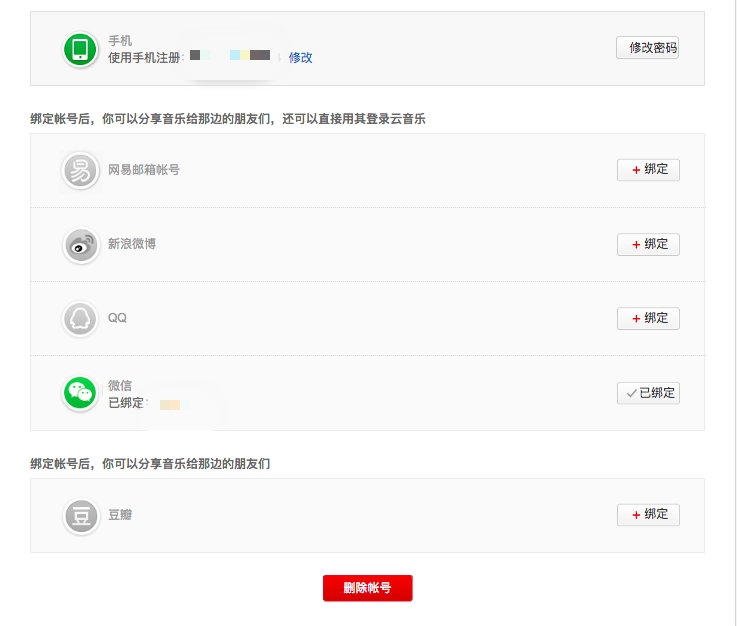 手机
使用手机注册: 修改
修改密码
绑定帐号后，你可以分享音乐给那边的朋友们，还可以直接用其登录云音乐
易
网易邮箱帐号
+ 绑定
新浪微博
+ 绑定
QQ
+ 绑定
微信
已绑定:
已绑定
绑定帐号后，你可以分享音乐给那边的朋友们
豆
豆瓣
+ 绑定
删除帐号